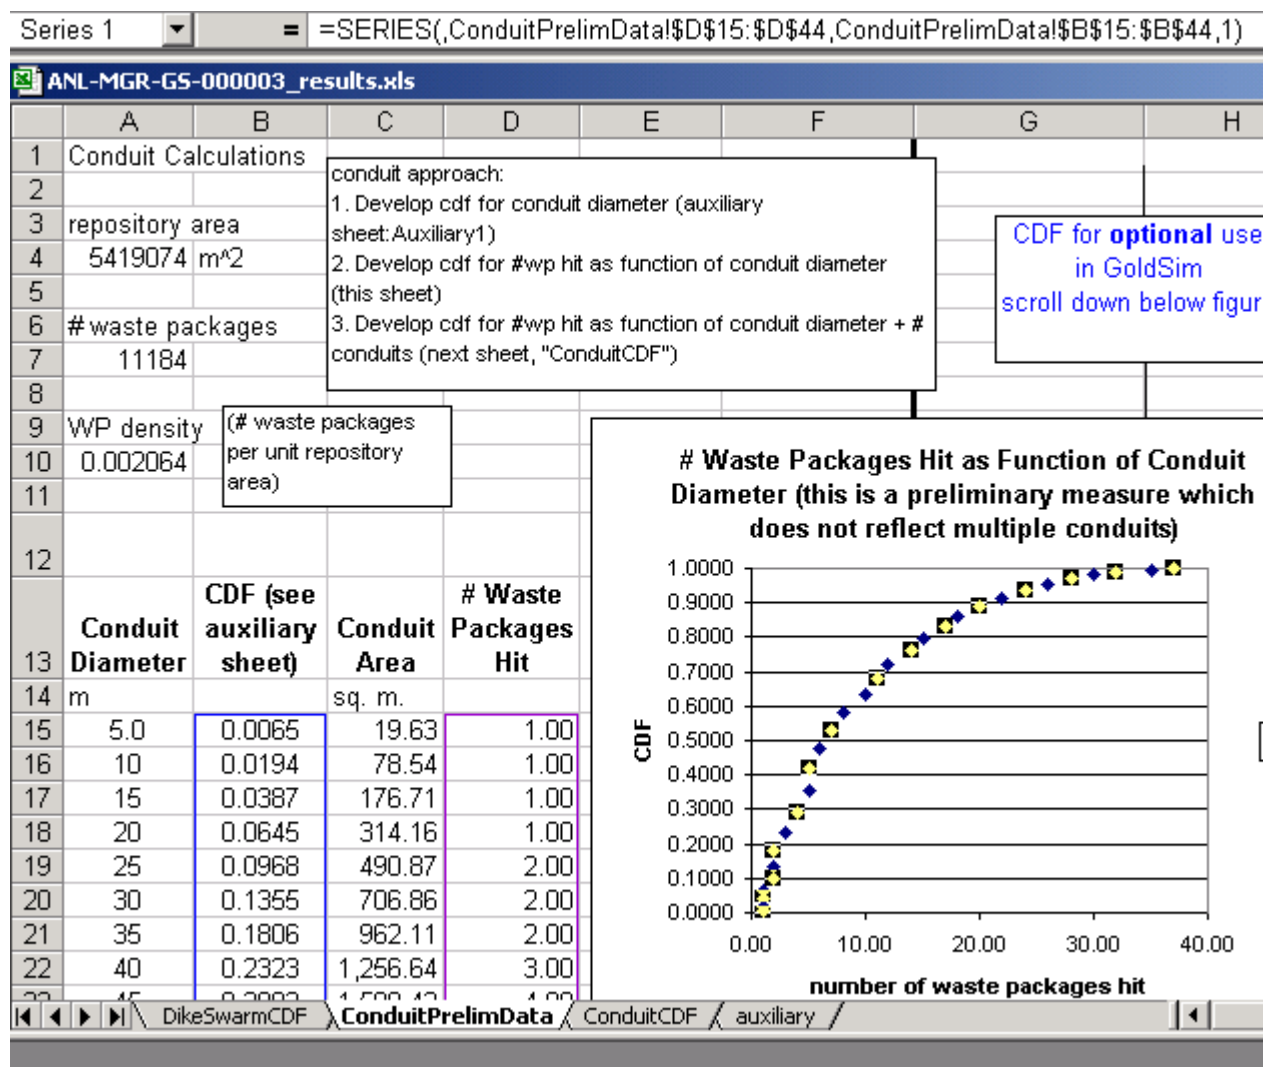 Series 1 = =SERIES(,ConduitPrelimData!$D$15:$D$44,ConduitPrelimData!$B$15:$B$44,1)
ANL-MGR-GS-000003_results.xls
A B C D E F G H
1 Conduit Calculations
2
3 repository area
4 5419074 m^2
5
6 # waste packages
7 11184
8
9 WP density
10 0.002064
11
12
conduit approach:
1. Develop cdf for conduit diameter (auxiliary
sheet:Auxiliary1)
2. Develop cdf for #wp hit as function of conduit diameter
(this sheet)
3. Develop cdf for #wp hit as function of conduit diameter + #
conduits (next sheet, "ConduitCDF")
CDF for optional use
in GoldSim
scroll down below figur
(# waste packages
per unit repository
area)
CDF (see # Waste
Conduit auxiliary Conduit Packages
13 Diameter sheet) Area Hit
14 m sq. m.
15 5.0 0.0065 19.63 1.00
16 10 0.0194 78.54 1.00
17 15 0.0387 176.71 1.00
18 20 0.0645 314.16 1.00
19 25 0.0968 490.87 2.00
20 30 0.1355 706.86 2.00
21 35 0.1806 962.11 2.00
22 40 0.2323 1,256.64 3.00
# Waste Packages Hit as Function of Conduit
Diameter (this is a preliminary measure which
does not reflect multiple conduits)
1.0000
0.9000
0.8000
0.7000
0.6000
0.5000
0.4000
0.3000
0.2000
0.1000
0.0000
CDF
0.00 10.00 20.00 30.00 40.00
number of waste packages hit
DikeSwarmCDF ConduitPrelimData ConduitCDF auxiliary